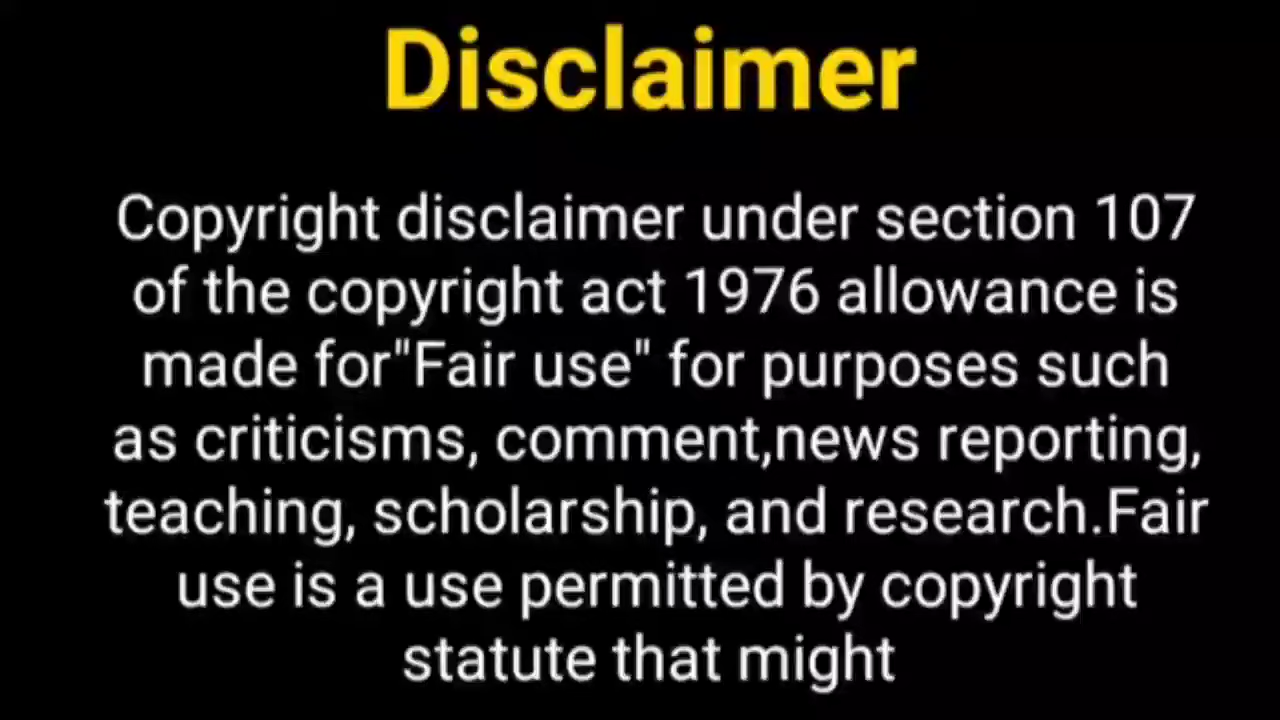 Disclaimer
Copyright disclaimer under section 107
of the copyright act 1976 allowance is
made for"Fair use" for purposes such
as criticisms, comment,news reporting,
teaching, scholarship, and research.Fair
use is a use permitted by copyright
statute that might